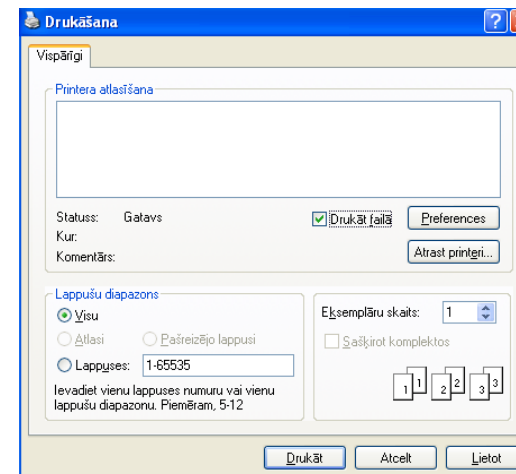 Drukāšana
Vispārīgi
Printera atlasīšana
Statuss: Gatavs
Drukāt failā
Preferences
Kur:
Komentārs:
Atrast printeri...
Lappušu diapazons
Visu
Atlasi
Pašreizējo lappusi
Lappuses: 1-65535
Ievadiet vienu lappuses numuru vai vienu
lappušu diapazonu. Piemēram, 5-12
Eksemplāru skaits: 1
Sašķirot komplektos
1 1 2 2 3 3
Drukāt
Atcelt
Lietot